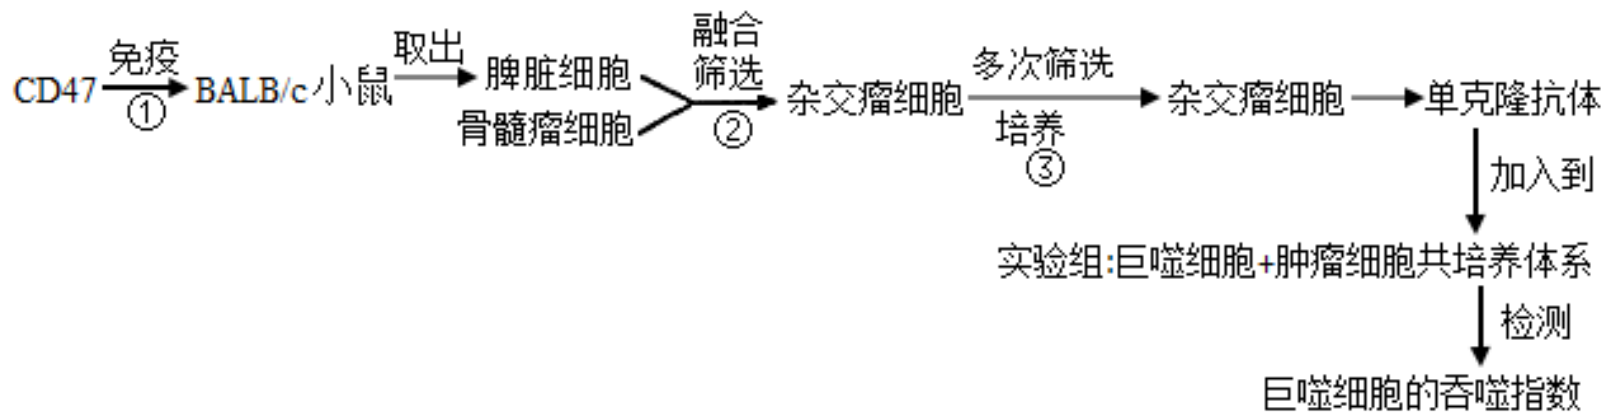 CD47
免疫
①
BALB/c小鼠
取出
脾脏细胞
骨髓瘤细胞
融合
筛选
②
杂交瘤细胞
多次筛选
培养
③
杂交瘤细胞
单克隆抗体
加入到
实验组:巨噬细胞+肿瘤细胞共培养体系
检测
巨噬细胞的吞噬指数